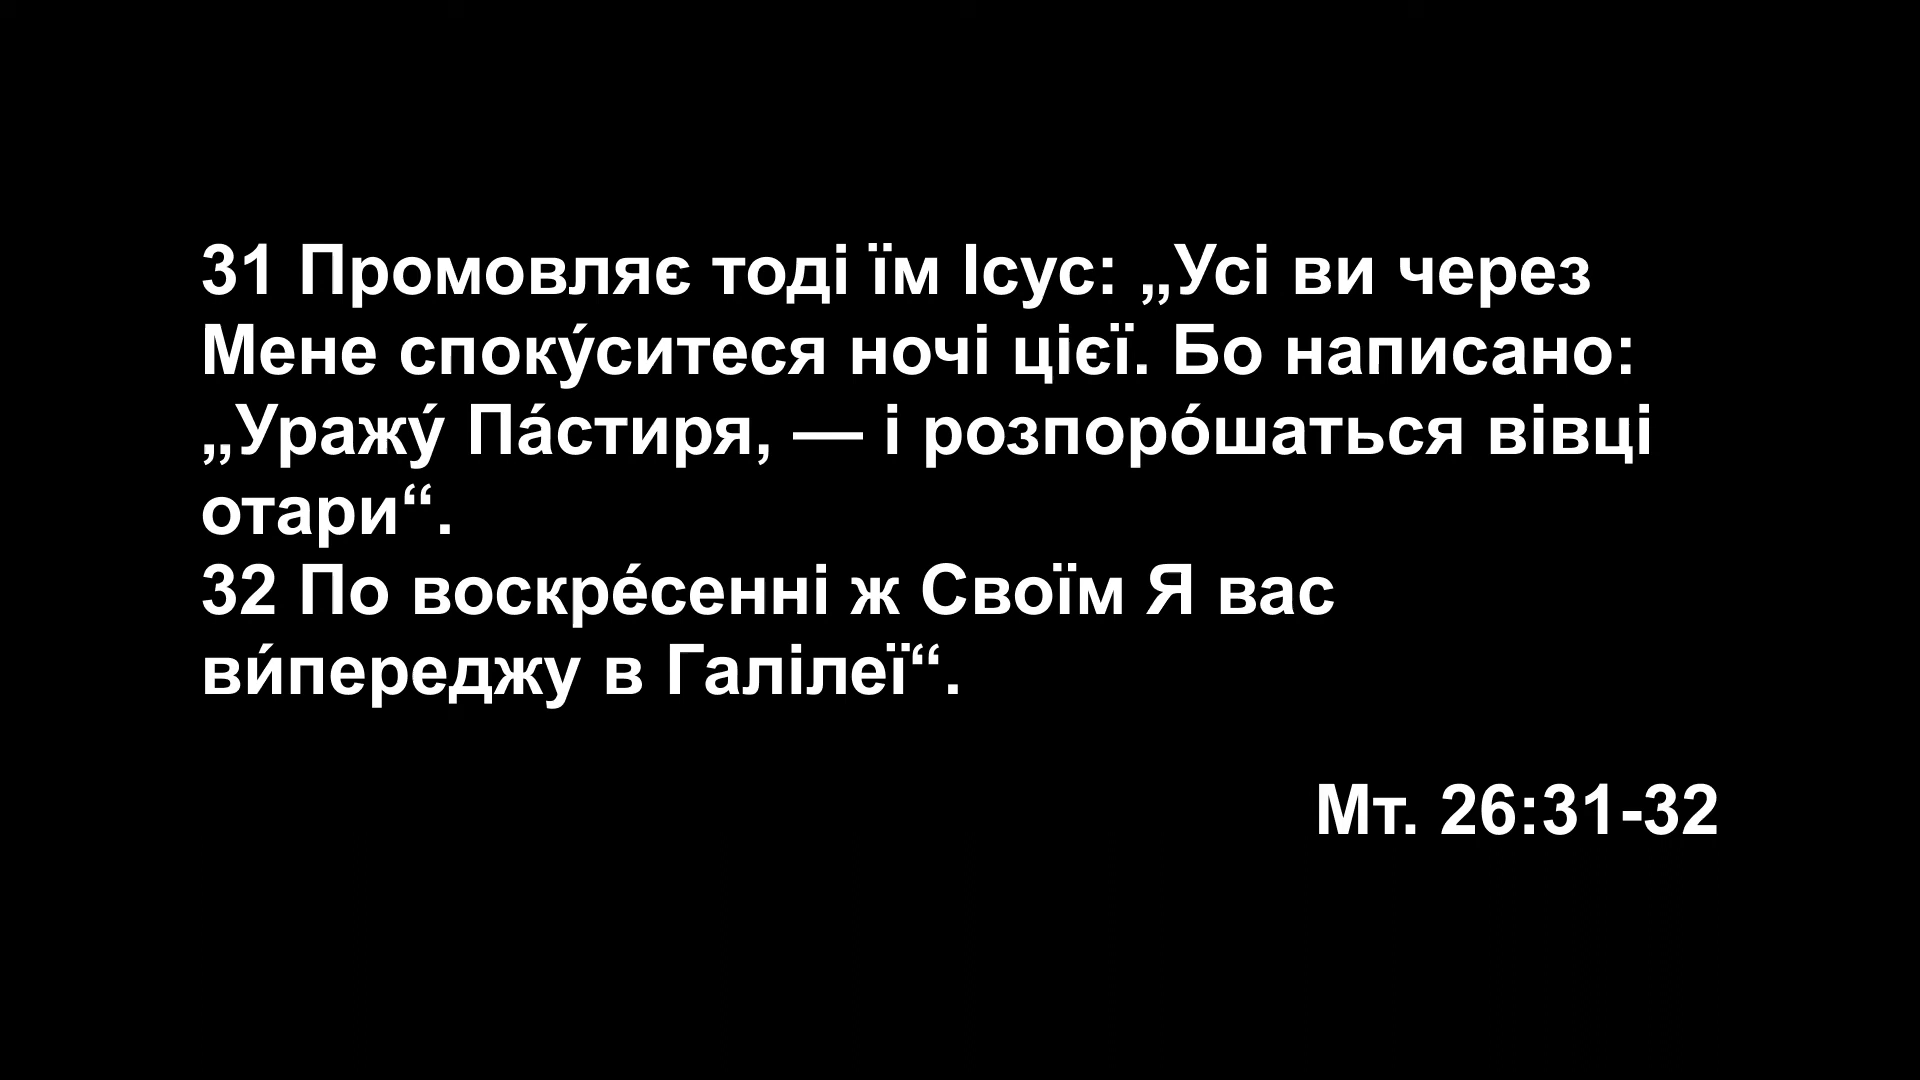 31 Промовляє тоді їм Ісус: „Усі ви через
Мене споку́ситеся ночі цієї. Бо написано:
„Уражу́ Па́стиря, — і розпоро́шаться вівці
отари“.
32 По воскре́сенні ж Своїм Я вас
ви́переджу в Галілеї“.
Мт. 26:31-32